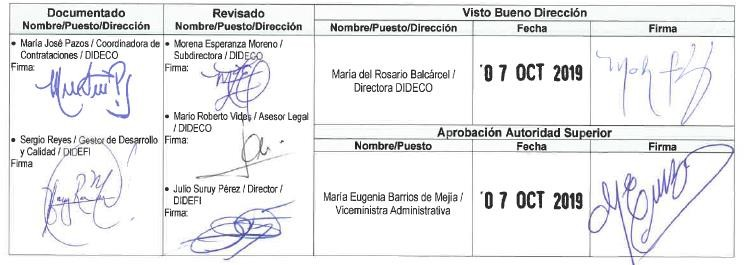 Documentado
Nombre/Puesto/Dirección
• María José Pazos / Coordinadora de
Contrataciones / DIDECO
Firma:
• Sergio Reyes / Gestor de Desarrollo
y Calidad / DIDEFI
Firma
Revisado
Nombre/Puesto/Dirección
• Morena Esperanza Moreno /
Subdirectora / DIDECO
Firma:
• Mario Roberto Vides / Asesor Legal
/ DIDECO
Firma:
• Julio Suruy Pérez / Director /
DIDEFI
Firma:
Visto Bueno Dirección
Nombre/Puesto/Dirección Fecha Firma
María del Rosario Balcárcel /
Directora DIDECO
07 OCT 2019
Aprobación Autoridad Superior
Nombre/Puesto Fecha Firma
María Eugenia Barrios de Mejía /
Viceministra Administrativa
07 OCT 2019